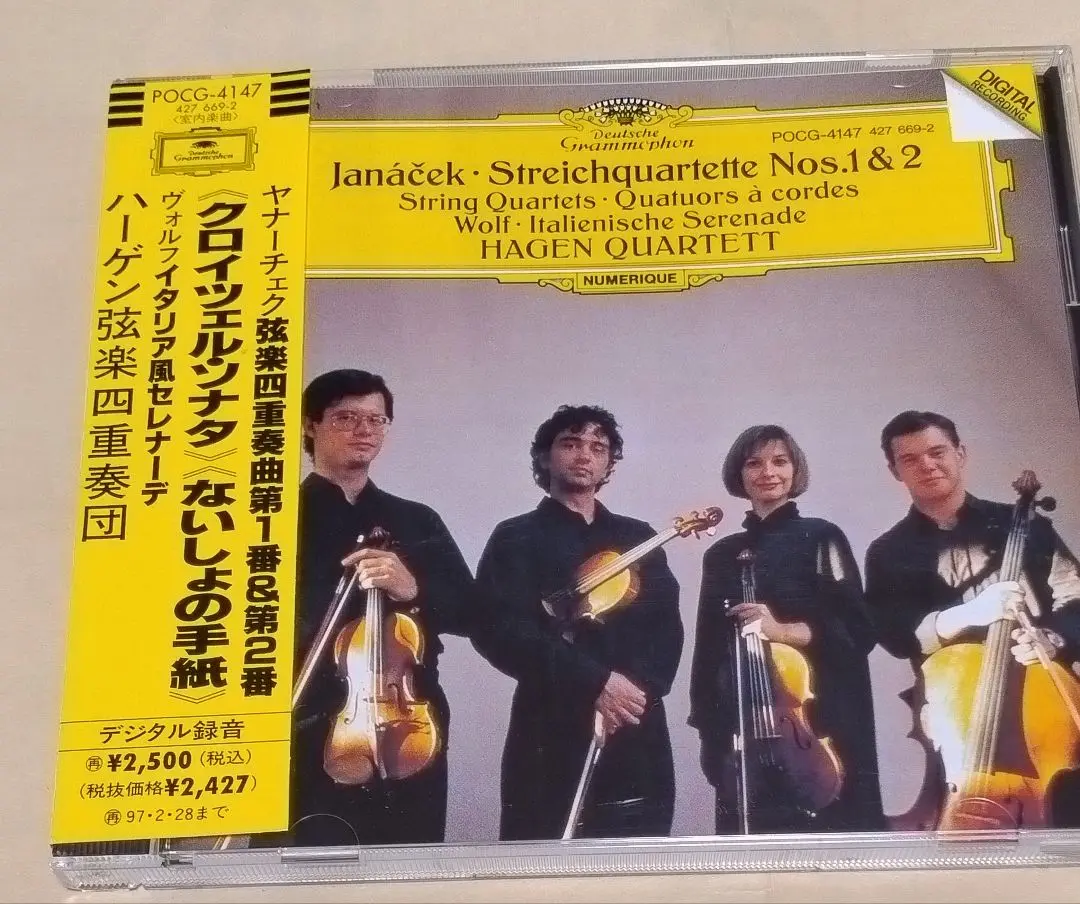 POCG-4147
427 669-2
〈室内楽曲〉
Deutsche
Grammophon
ヤナーチェク弦楽四重奏曲第1番&第2番
《クロイツェル・ソナタ》《ないしょの手紙》
ヴォルフイタリア風セレナーデ
ハーゲン弦楽四重奏団
デジタル録音
再¥2,500(税込)
(税抜価格¥2,427)
再97・2・28まで
Deutsche
Grammophon
POCG-4147 427 669-2
Janáček・Streichquartette Nos.1 & 2
String Quartets・Quatuors à cordes
Wolf・Italienische Serenade
HAGEN QUARTETT
NUMERIQUE
DIGITAL
RECORDING